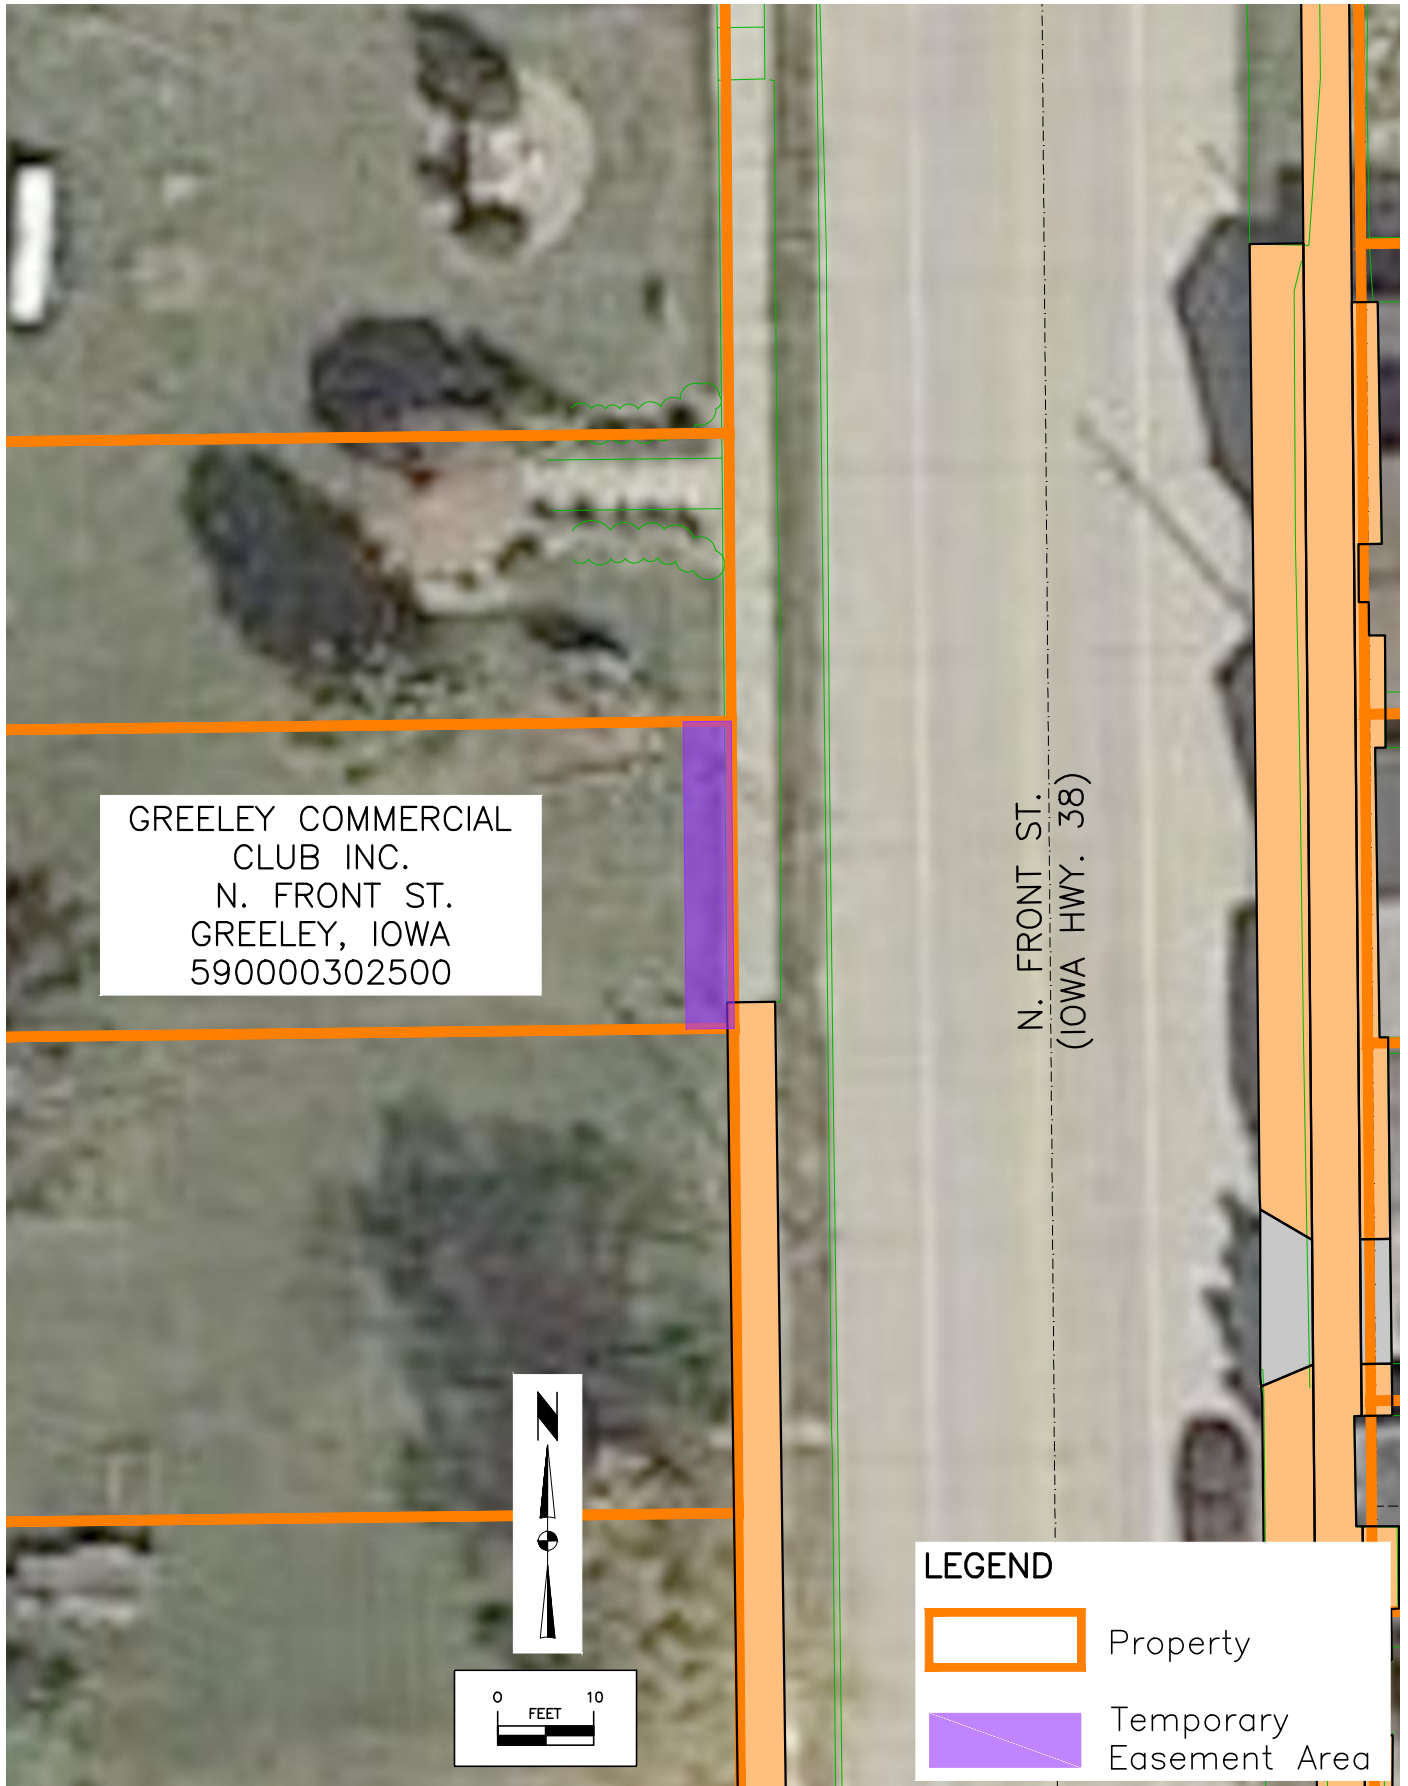 GREELEY COMMERCIAL
CLUB INC.
N. FRONT ST.
GREELEY, IOWA
590000302500
N. FRONT ST.
(IOWA HWY. 38)
N
0 10
FEET
LEGEND
Property
Temporary
Easement Area